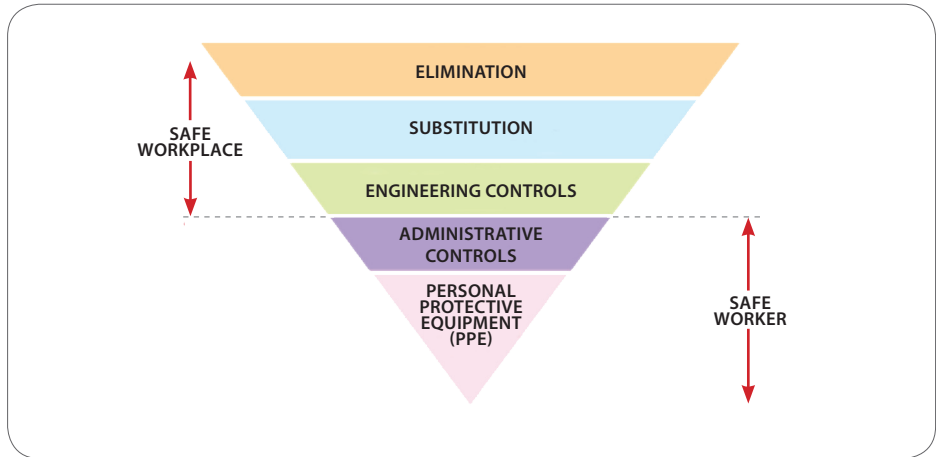 ELIMINATION
SUBSTITUTION
SAFE
WORKPLACE
ENGINEERING CONTROLS
ADMINISTRATIVE
CONTROLS
PERSONAL
PROTECTIVE
EQUIPMENT
(PPE)
SAFE
WORKER